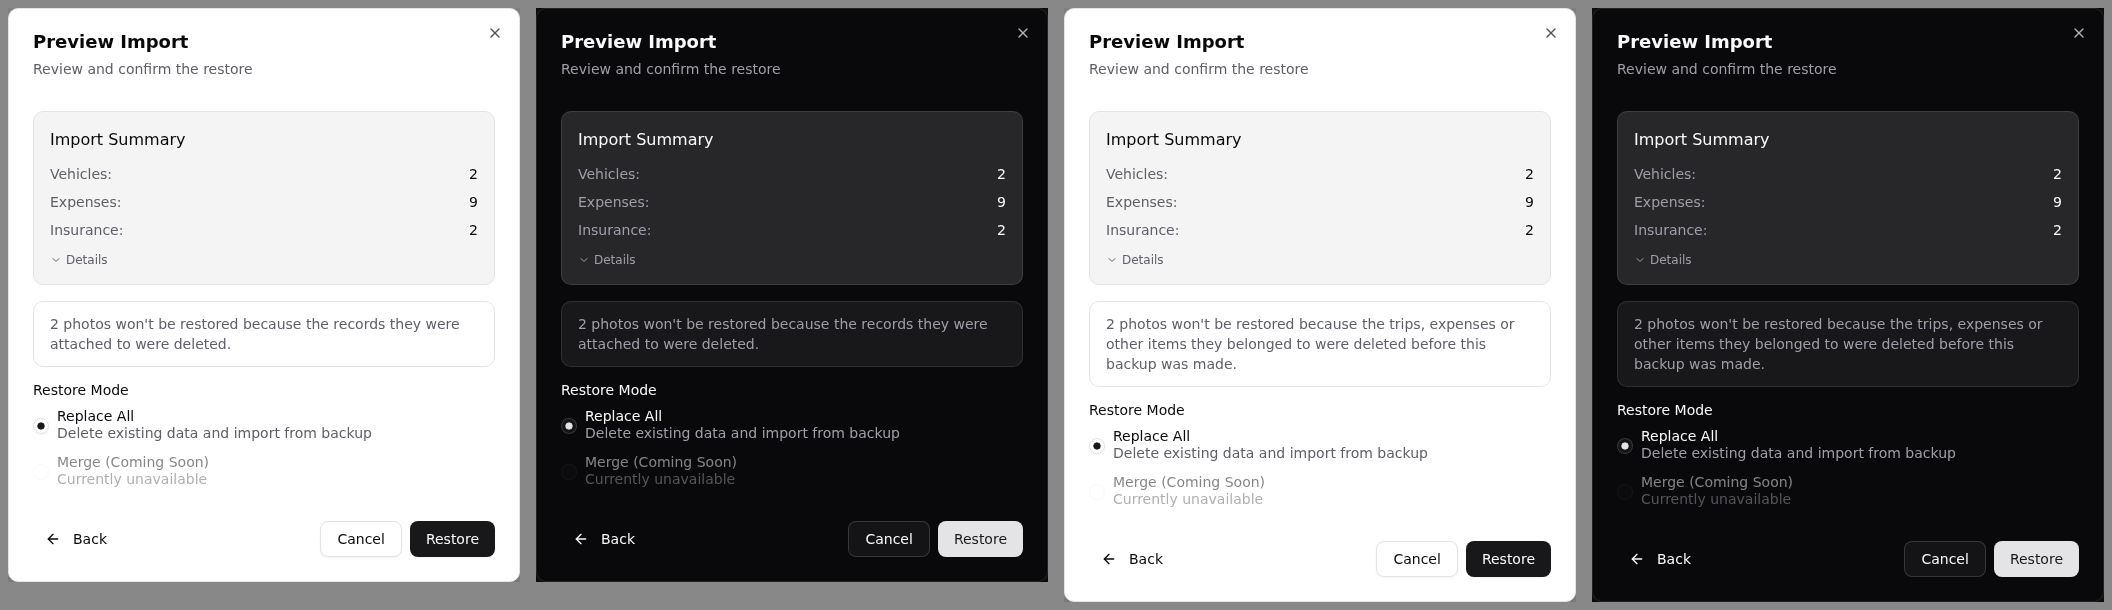 Preview Import
Review and confirm the restore
Import Summary
Vehicles: 2
Expenses: 9
Insurance: 2
Details
2 photos won't be restored because the records they were
attached to were deleted.
Restore Mode
Replace All
Delete existing data and import from backup
Merge (Coming Soon)
Currently unavailable
Back Cancel Restore
Preview Import
Review and confirm the restore
Import Summary
Vehicles: 2
Expenses: 9
Insurance: 2
Details
2 photos won't be restored because the records they were
attached to were deleted.
Restore Mode
Replace All
Delete existing data and import from backup
Merge (Coming Soon)
Currently unavailable
Back Cancel Restore
Preview Import
Review and confirm the restore
Import Summary
Vehicles: 2
Expenses: 9
Insurance: 2
Details
2 photos won't be restored because the trips, expenses or
other items they belonged to were deleted before this
backup was made.
Restore Mode
Replace All
Delete existing data and import from backup
Merge (Coming Soon)
Currently unavailable
Back Cancel Restore
Preview Import
Review and confirm the restore
Import Summary
Vehicles: 2
Expenses: 9
Insurance: 2
Details
2 photos won't be restored because the trips, expenses or
other items they belonged to were deleted before this
backup was made.
Restore Mode
Replace All
Delete existing data and import from backup
Merge (Coming Soon)
Currently unavailable
Back Cancel Restore